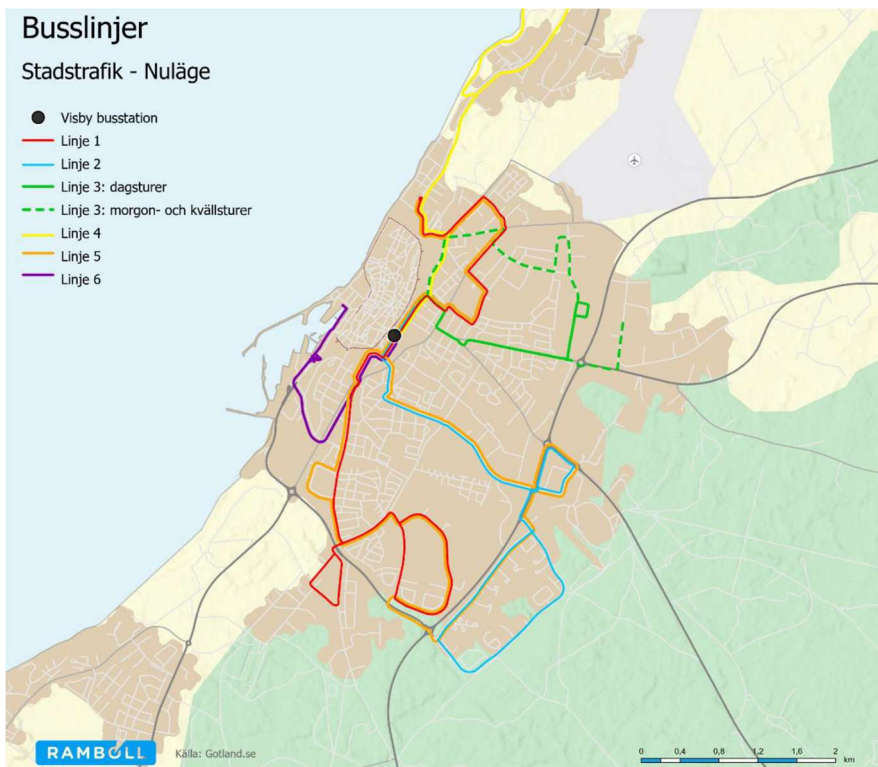 Busslinjer
Stadstrafik - Nuläge
Visby busstation
Linje 1
Linje 2
Linje 3: dagsturer
Linje 3: morgon- och kvällsturer
Linje 4
Linje 5
Linje 6
RAMBOLL Källa: Gotland.se
0 0,4 0,8 1,2 1,6 2
km